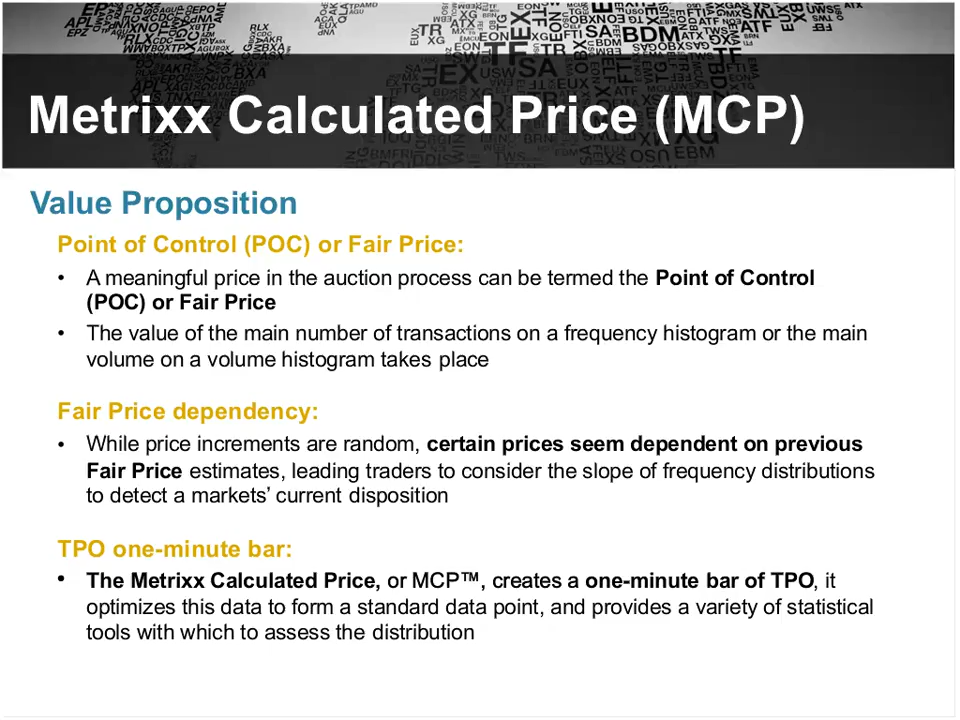 Metrixx Calculated Price (MCP)
Value Proposition
Point of Control (POC) or Fair Price:
• A meaningful price in the auction process can be termed the Point of Control
(POC) or Fair Price
• The value of the main number of transactions on a frequency histogram or the main
volume on a volume histogram takes place
Fair Price dependency:
• While price increments are random, certain prices seem dependent on previous
Fair Price estimates, leading traders to consider the slope of frequency distributions
to detect a markets’ current disposition
TPO one-minute bar:
• The Metrixx Calculated Price, or MCP™, creates a one-minute bar of TPO, it
optimizes this data to form a standard data point, and provides a variety of statistical
tools with which to assess the distribution